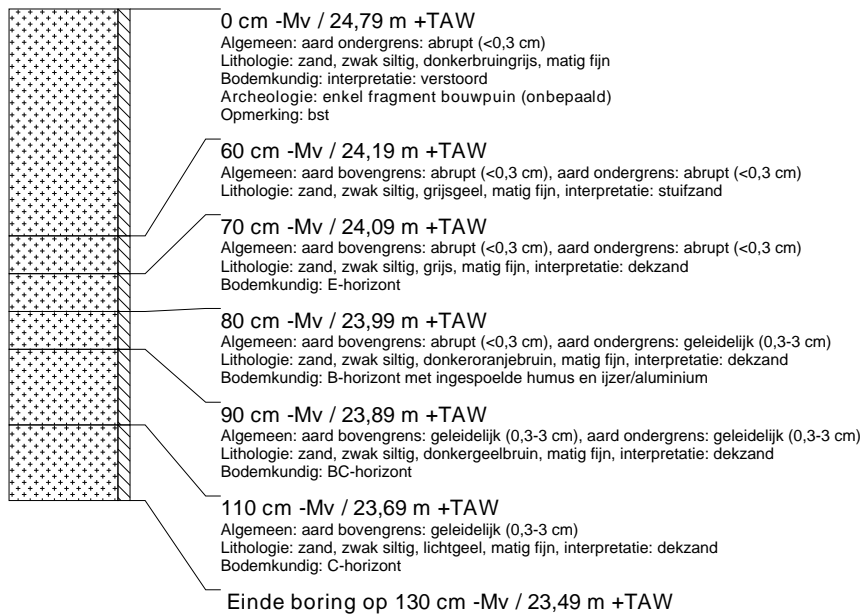 0 cm -Mv / 24,79 m +TAW
Algemeen: aard ondergrens: abrupt (<0,3 cm)
Lithologie: zand, zwak siltig, donkerbruingrijs, matig fijn
Bodemkundig: interpretatie: verstoord
Archeologie: enkel fragment bouwpuin (onbepaald)
Opmerking: bst
60 cm -Mv / 24,19 m +TAW
Algemeen: aard bovengrens: abrupt (<0,3 cm), aard ondergrens: abrupt (<0,3 cm)
Lithologie: zand, zwak siltig, grijsgeel, matig fijn, interpretatie: stuifzand
70 cm -Mv / 24,09 m +TAW
Algemeen: aard bovengrens: abrupt (<0,3 cm), aard ondergrens: abrupt (<0,3 cm)
Lithologie: zand, zwak siltig, grijs, matig fijn, interpretatie: dekzand
Bodemkundig: E-horizont
80 cm -Mv / 23,99 m +TAW
Algemeen: aard bovengrens: abrupt (<0,3 cm), aard ondergrens: geleidelijk (0,3-3 cm)
Lithologie: zand, zwak siltig, donkeroranjebruin, matig fijn, interpretatie: dekzand
Bodemkundig: B-horizont met ingespoelde humus en ijzer/aluminium
90 cm -Mv / 23,89 m +TAW
Algemeen: aard bovengrens: geleidelijk (0,3-3 cm), aard ondergrens: geleidelijk (0,3-3 cm)
Lithologie: zand, zwak siltig, donkergeelbruin, matig fijn, interpretatie: dekzand
Bodemkundig: BC-horizont
110 cm -Mv / 23,69 m +TAW
Algemeen: aard bovengrens: geleidelijk (0,3-3 cm)
Lithologie: zand, zwak siltig, lichtgeel, matig fijn, interpretatie: dekzand
Bodemkundig: C-horizont
Einde boring op 130 cm -Mv / 23,49 m +TAW